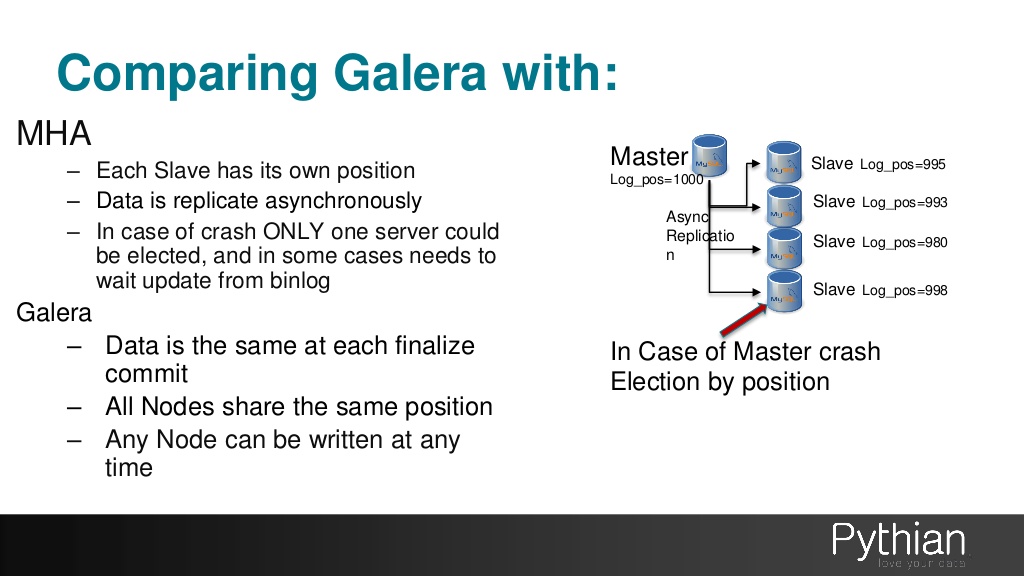 Comparing Galera with:
MHA
– Each Slave has its own position
– Data is replicate asynchronously
– In case of crash ONLY one server could
be elected, and in some cases needs to
wait update from binlog
Galera
– Data is the same at each finalize
commit
– All Nodes share the same position
– Any Node can be written at any
time
Master
Log_pos=1000
Async
Replicatio
n
Slave Log_pos=995
Slave Log_pos=993
Slave Log_pos=980
Slave Log_pos=998
In Case of Master crash
Election by position
Pythian
love your data